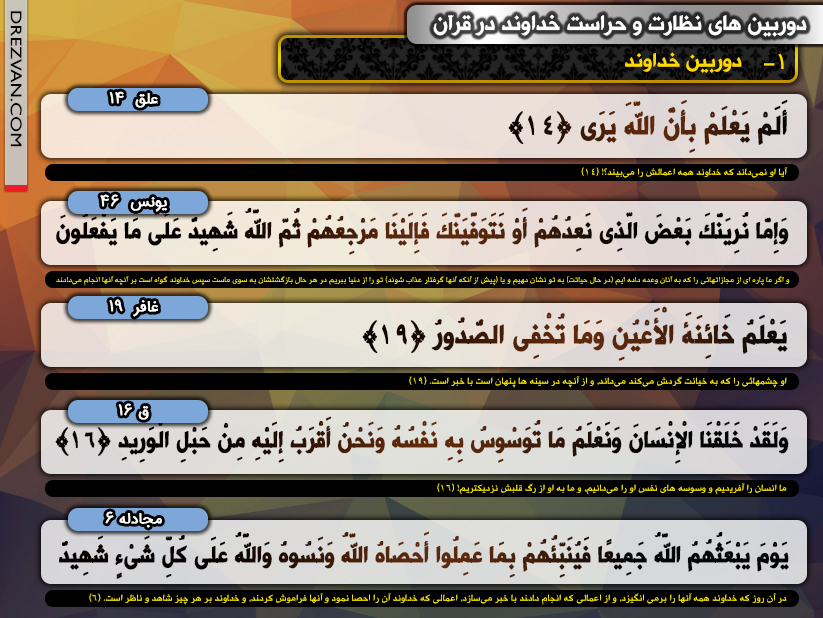 دوربین های نظارت و حراست خداوند در قرآن
۱- دوربین خداوند
DREZVAN.COM
علق ۱۴
أَلَمْ يَعْلَمْ بِأَنَّ اللَّهَ يَرَى ﴿۱۴﴾
آیا او نمی‌داند که خداوند همه اعمالش را می‌بیند؟! (۱۴)
یونس ۴۶
وَإِمَّا نُرِيَنَّكَ بَعْضَ الَّذِي نَعِدُهُمْ أَوْ نَتَوَفَّيَنَّكَ فَإِلَيْنَا مَرْجِعُهُمْ ثُمَّ اللَّهُ شَهِيدٌ عَلَى مَا يَفْعَلُونَ
و اگر ما پاره ای از مجازاتهائی را که به آنان وعده داده ایم (در حال حیاتت) به تو نشان دهیم و یا (پیش از آنکه آنها گرفتار عذاب شوند) تو را از دنیا ببریم در هر حال بازگشتشان به سوی ماست سپس خداوند گواه است بر آنچه آنها انجام می‌دادند
غافر ۱۹
يَعْلَمُ خَائِنَةَ الْأَعْيُنِ وَمَا تُخْفِي الصُّدُورُ ﴿۱۹﴾
او چشمهائی را که به خیانت گردش می‌کند می‌داند، و از آنچه در سینه ها پنهان است با خبر است. (۱۹)
ق ۱۶
وَلَقَدْ خَلَقْنَا الْإِنْسَانَ وَنَعْلَمُ مَا تُوَسْوِسُ بِهِ نَفْسُهُ وَنَحْنُ أَقْرَبُ إِلَيْهِ مِنْ حَبْلِ الْوَرِيدِ ﴿۱۶﴾
ما انسان را آفریدیم و وسوسه های نفس او را می‌دانیم، و ما به او از رگ قلبش نزدیکتریم! (۱۶)
مجادله ۶
يَوْمَ يَبْعَثُهُمُ اللَّهُ جَمِيعًا فَيُنَبِّئُهُمْ بِمَا عَمِلُوا أَحْصَاهُ اللَّهُ وَنَسُوهُ وَاللَّهُ عَلَى كُلِّ شَيْءٍ شَهِيدٌ
در آن روز که خداوند همه آنها را برمی انگیزد، و از اعمالی که انجام دادند با خبر می‌سازد، اعمالی که خداوند آن را احصا نمود و آنها فراموش کردند، و خداوند بر هر چیز شاهد و ناظر است. (۶)